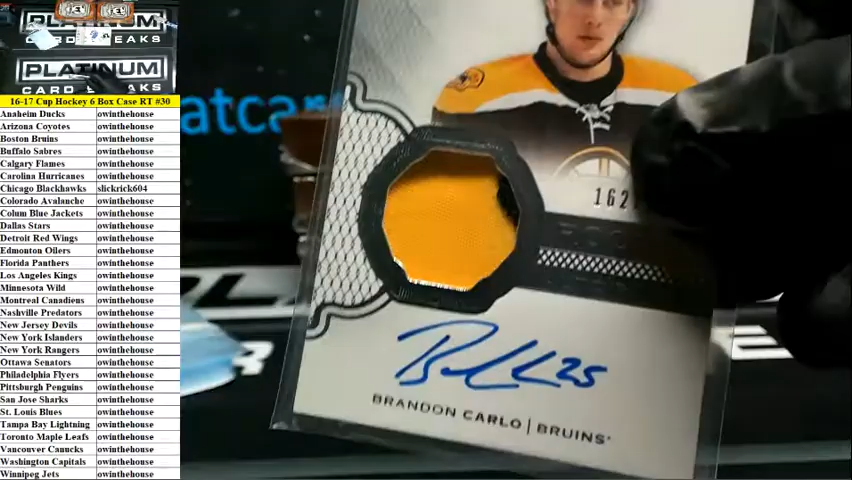 PLATINUM
CARD BREAKS
PLATINUM
CARD BREAKS
16-17 Cup Hockey 6 Box Case RT #30
Anaheim Ducks owinthehouse
Arizona Coyotes owinthehouse
Boston Bruins owinthehouse
Buffalo Sabres owinthehouse
Calgary Flames owinthehouse
Carolina Hurricanes owinthehouse
Chicago Blackhawks slickrick604
Colorado Avalanche owinthehouse
Colum Blue Jackets owinthehouse
Dallas Stars owinthehouse
Detroit Red Wings owinthehouse
Edmonton Oilers owinthehouse
Florida Panthers owinthehouse
Los Angeles Kings owinthehouse
Minnesota Wild owinthehouse
Montreal Canadiens owinthehouse
Nashville Predators owinthehouse
New Jersey Devils owinthehouse
New York Islanders owinthehouse
New York Rangers owinthehouse
Ottawa Senators owinthehouse
Philadelphia Flyers owinthehouse
Pittsburgh Penguins owinthehouse
San Jose Sharks owinthehouse
St. Louis Blues owinthehouse
Tampa Bay Lightning owinthehouse
Toronto Maple Leafs owinthehouse
Vancouver Canucks owinthehouse
Washington Capitals owinthehouse
Winnipeg Jets owinthehouse
atcar
162
25
BRANDON CARLO | BRUINS